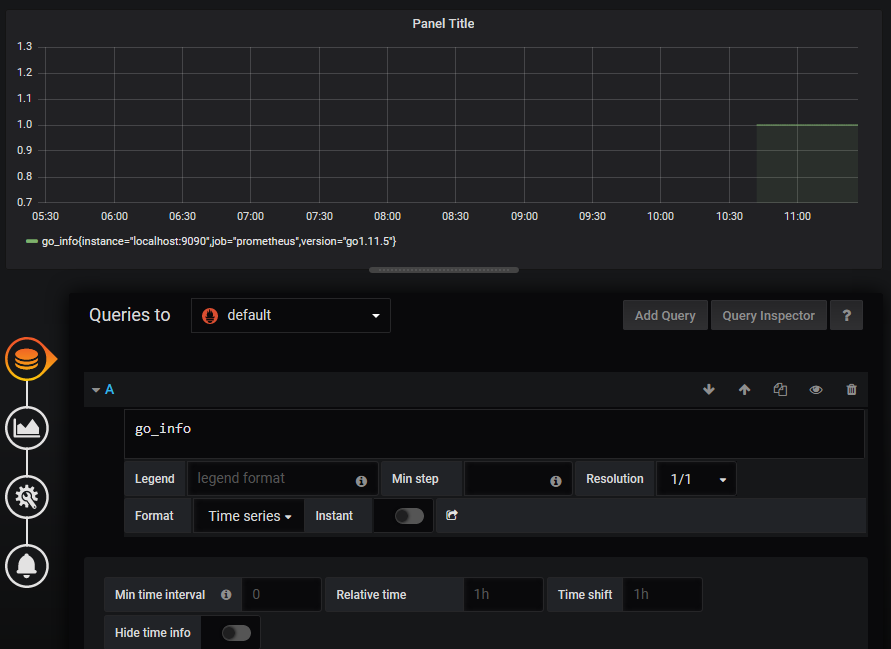 Panel Title
1.3
1.2
1.1
1.0
0.9
0.8
0.7
05:30 06:00 06:30 07:00 07:30 08:00 08:30 09:00 09:30 10:00 10:30 11:00
go_info{instance="localhost:9090",job="prometheus",version="go1.11.5"}
Queries to default Add Query Query Inspector ?
A
go_info
Legend legend format Min step Resolution 1/1
Format Time series Instant
Min time interval 0 Relative time 1h Time shift 1h
Hide time info